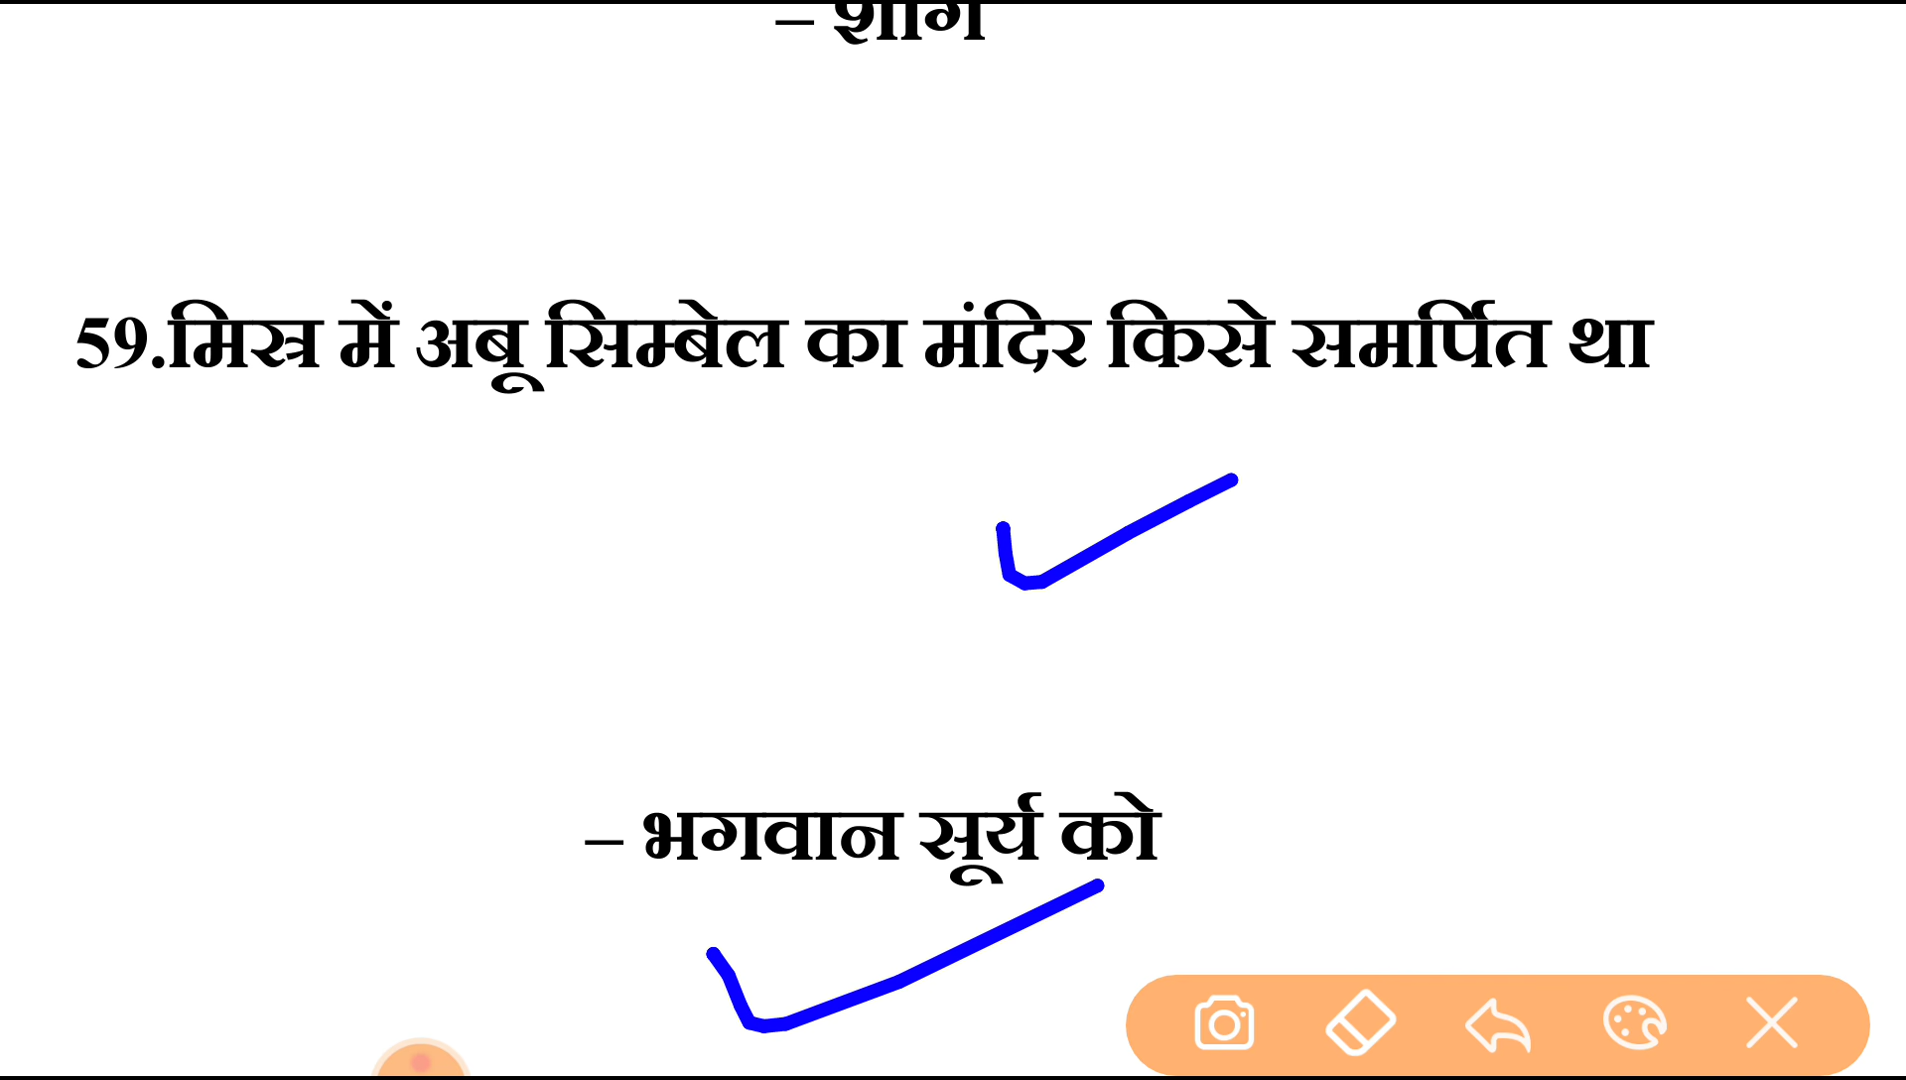 – शांग
59.मिस्र में अबू सिम्बेल का मंदिर किसे समर्पित था
– भगवान सूर्य को